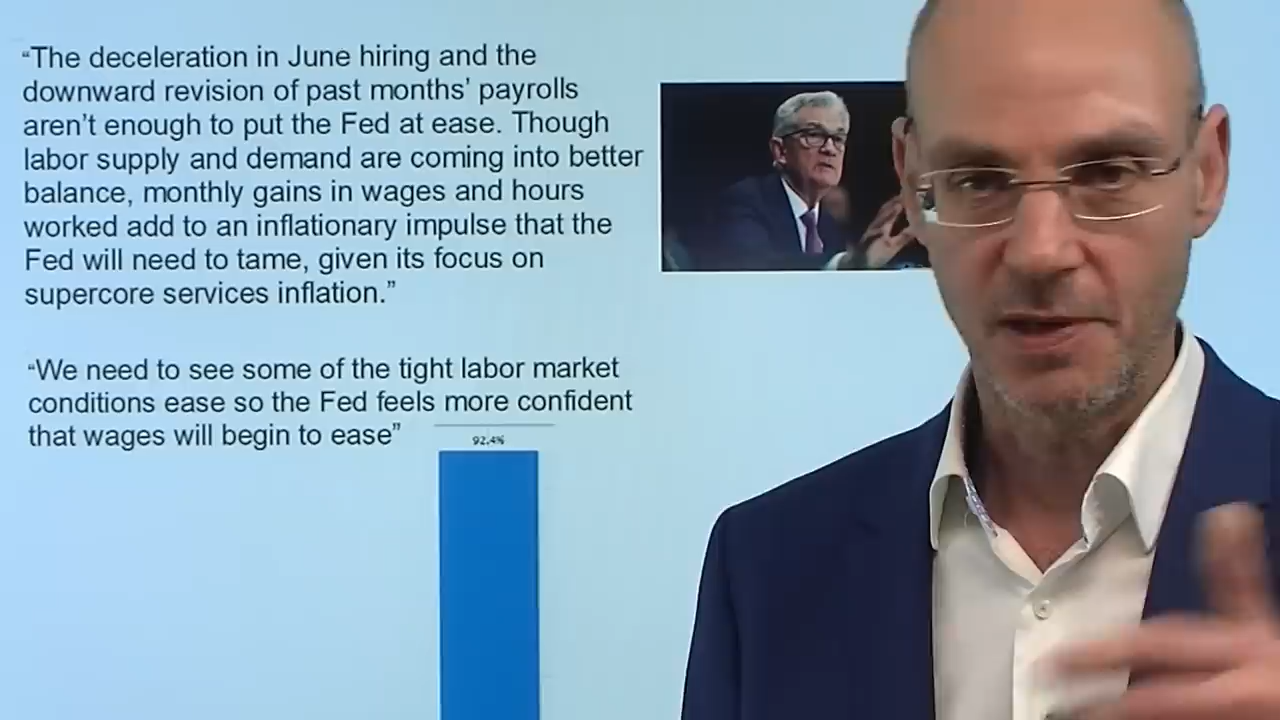 “The deceleration in June hiring and the
downward revision of past months’ payrolls
aren’t enough to put the Fed at ease. Though
labor supply and demand are coming into better
balance, monthly gains in wages and hours
worked add to an inflationary impulse that the
Fed will need to tame, given its focus on
supercore services inflation.”
“We need to see some of the tight labor market
conditions ease so the Fed feels more confident
that wages will begin to ease”
92.4%